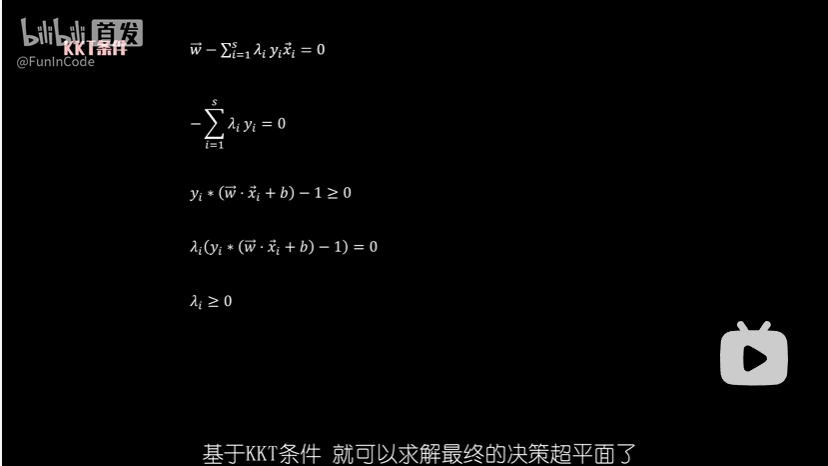 bilibili 首发
KKT条件
@FunInCode
$\vec{w} - \sum_{i=1}^{s} \lambda_i y_i \vec{x}_i = 0$
$-\sum_{i=1}^{s} \lambda_i y_i = 0$
$y_i * (\vec{w} \cdot \vec{x}_i + b) - 1 \geq 0$
$\lambda_i (y_i * (\vec{w} \cdot \vec{x}_i + b) - 1) = 0$
$\lambda_i \geq 0$
基于KKT条件 就可以求解最终的决策超平面了